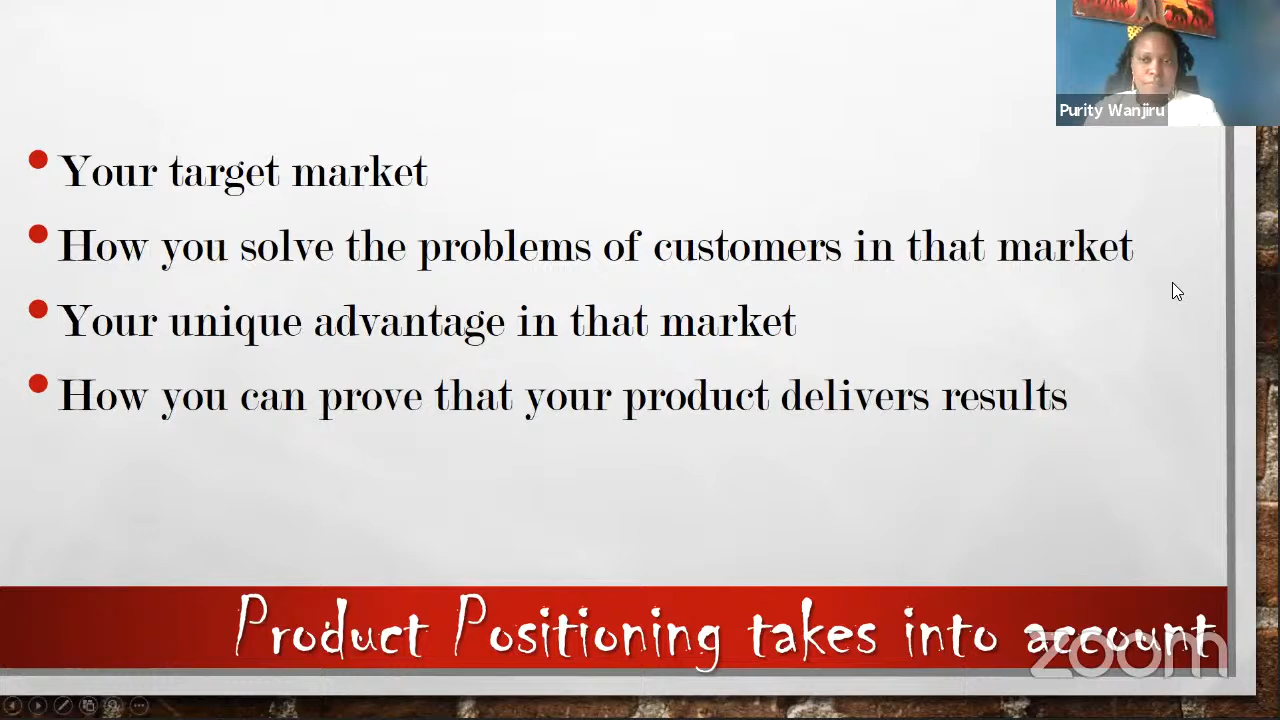 Purity Wanjiru
Your target market
How you solve the problems of customers in that market
Your unique advantage in that market
How you can prove that your product delivers results
Product Positioning takes into account
zoom